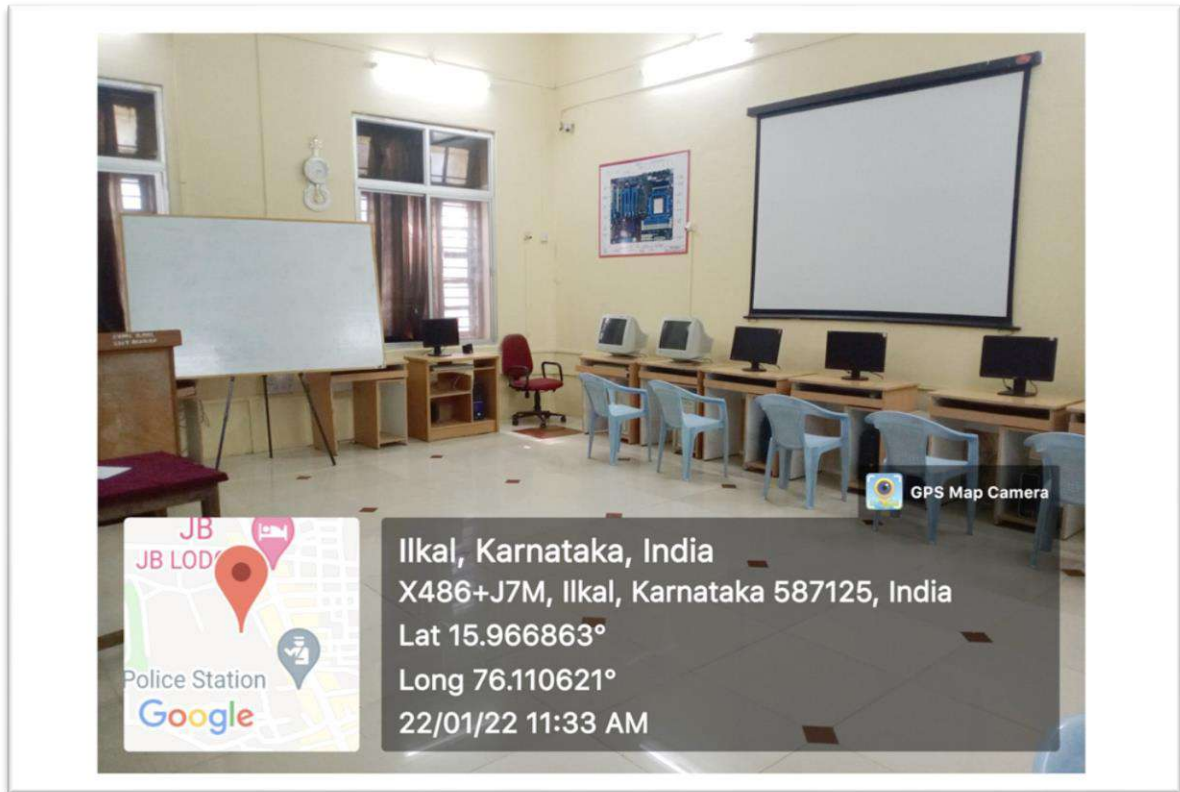 GPS Map Camera
JB
JB LOD
Police Station
Google
Ilkal, Karnataka, India
X486+J7M, Ilkal, Karnataka 587125, India
Lat 15.966863°
Long 76.110621°
22/01/22 11:33 AM